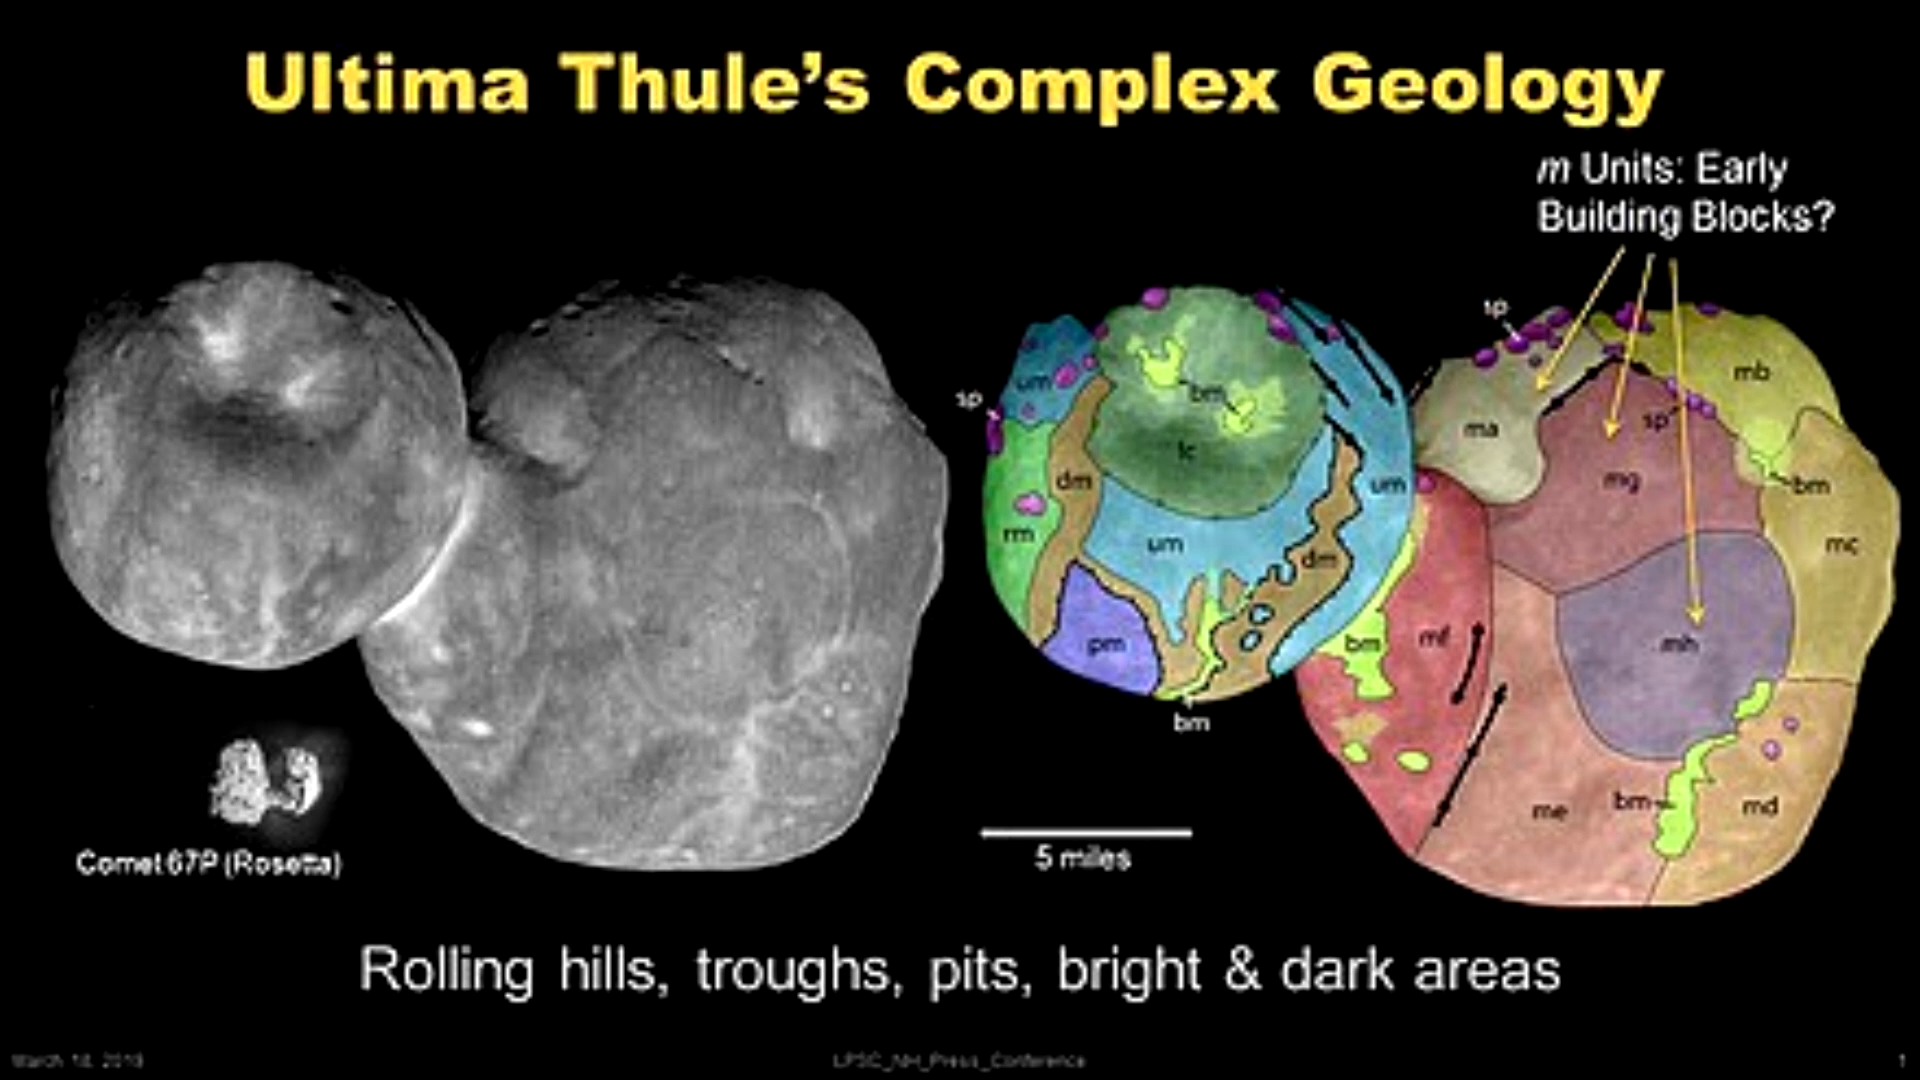 Ultima Thule’s Complex Geology
m Units: Early
Building Blocks?
sp
um
sp
bm
lc
dm
um
rm
um
dm
pm
bm
bm
sp
ma
mb
mg
bm
mc
mf
mh
me
bm
md
Comet 67P (Rosetta)
5 miles
Rolling hills, troughs, pits, bright & dark areas
March 18, 2019
LPSC_NH_Press_Conference
1